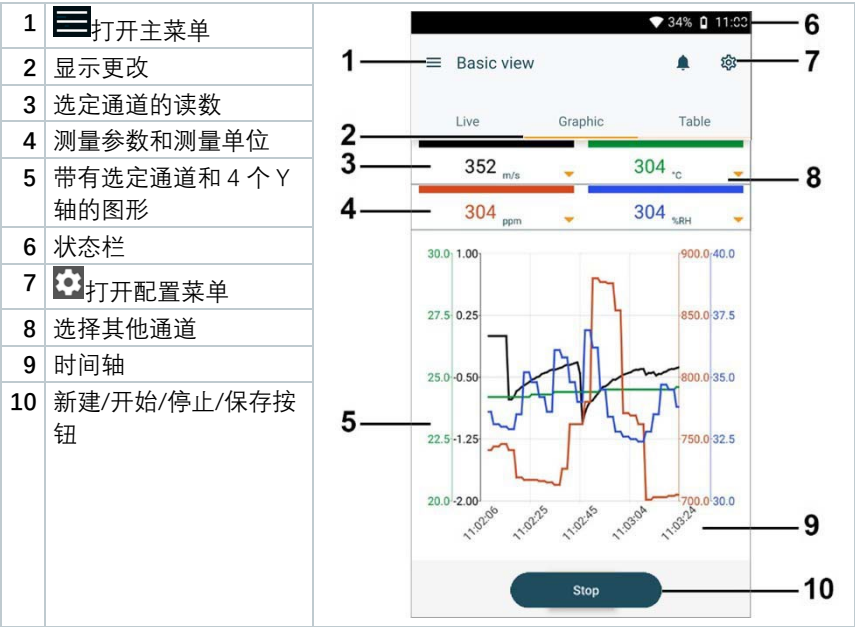 1 打开主菜单
2 显示更改
3 选定通道的读数
4 测量参数和测量单位
5 带有选定通道和 4 个 Y
轴的图形
6 状态栏
7 打开配置菜单
8 选择其他通道
9 时间轴
10 新建/开始/停止/保存按
钮
34% 11:00 6
1 Basic view 7
Live Graphic Table
2
3 352 m/s 304 °C 8
4 304 ppm 304 %RH
30.0 1.00 900.0 40.0
27.5 0.25 850.0 37.5
25.0 -0.50 800.0 35.0
5
22.5 -1.25 750.0 32.5
20.0 -2.00 700.0 30.0
11:02:06 11:02:25 11:02:45 11:03:04 11:03:24
9
Stop 10